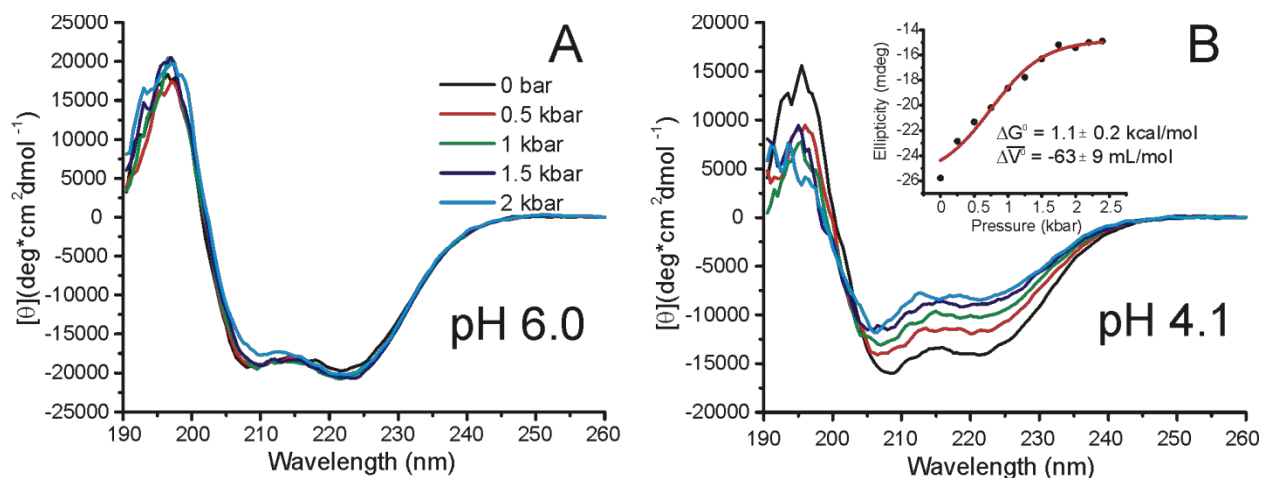 A
25000
20000
15000
10000
5000
0
-5000
-10000
-15000
-20000
-25000
[θ](deg*cm²dmol⁻¹)
0 bar
0.5 kbar
1 kbar
1.5 kbar
2 kbar
pH 6.0
190 200 210 220 230 240 250 260
Wavelength (nm)
B
20000
15000
10000
5000
0
-5000
-10000
-15000
-20000
[θ](deg*cm²dmol⁻¹)
-14
-16
-18
-20
-22
-24
-26
Ellipticity (mdeg)
ΔG⁰ = 1.1± 0.2 kcal/mol
ΔV̅⁰ = -63± 9 mL/mol
0 0.5 1 1.5 2 2.5
Pressure (kbar)
pH 4.1
190 200 210 220 230 240 250 260
Wavelength (nm)